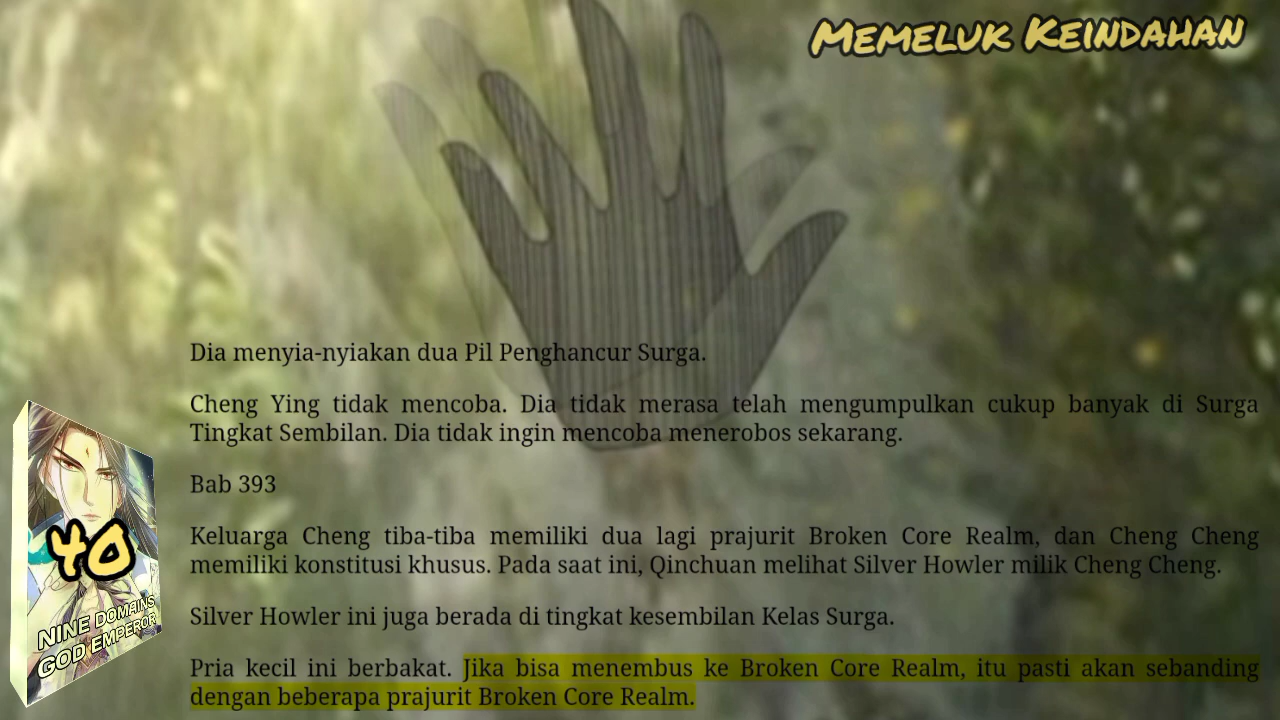 Memeluk Keindahan
Dia menyia-nyiakan dua Pil Penghancur Surga.
Cheng Ying tidak mencoba. Dia tidak merasa telah mengumpulkan cukup banyak di Surga
Tingkat Sembilan. Dia tidak ingin mencoba menerobos sekarang.
Bab 393
Keluarga Cheng tiba-tiba memiliki dua lagi prajurit Broken Core Realm, dan Cheng Cheng
memiliki konstitusi khusus. Pada saat ini, Qinchuan melihat Silver Howler milik Cheng Cheng.
Silver Howler ini juga berada di tingkat kesembilan Kelas Surga.
Pria kecil ini berbakat. Jika bisa menembus ke Broken Core Realm, itu pasti akan sebanding
dengan beberapa prajurit Broken Core Realm.
40
NINE DOMAINS
GOD EMPEROR